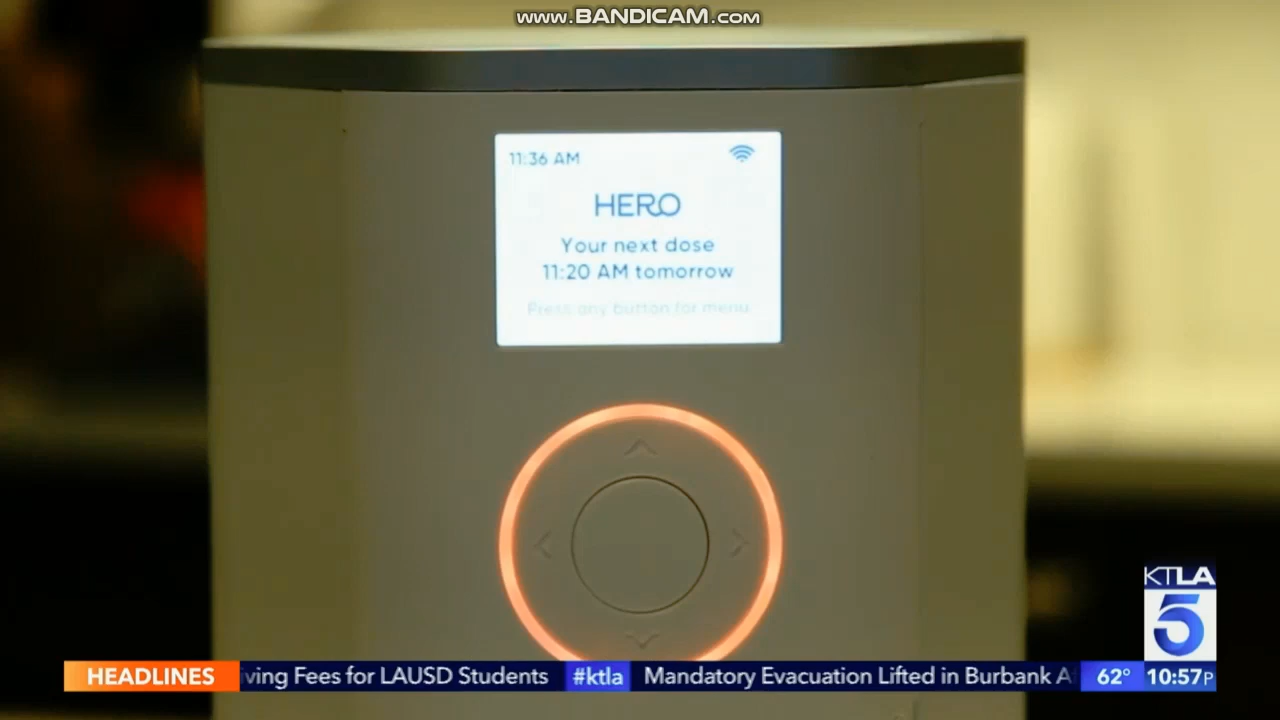 www.BANDICAM.com
11:36 AM
HERO
Your next dose
11:20 AM tomorrow
Press any button for menu
KTLA
5
HEADLINES
Fees for LAUSD Students #ktla Mandatory Evacuation Lifted in Burbank
62° 10:57P